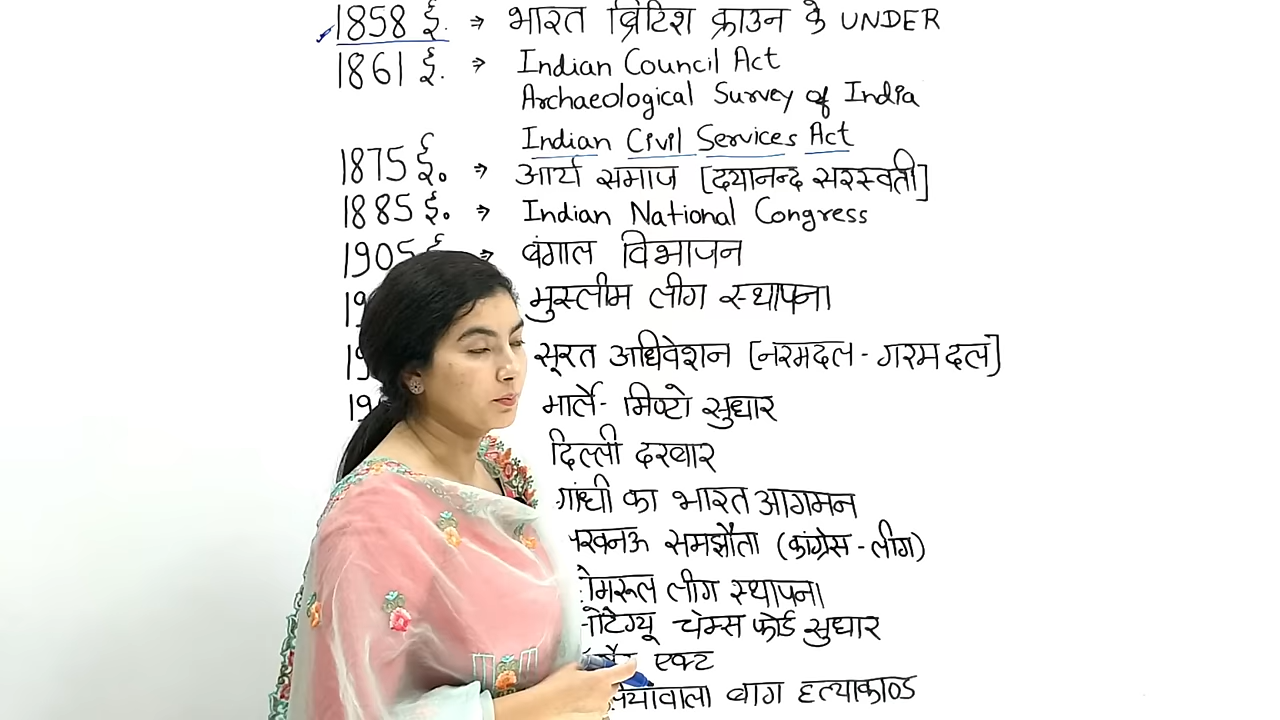 1858 ई. ⇒ भारत ब्रिटिश क्राउन के UNDER
1861 ई. ⇒ Indian Council Act
Archaeological Survey of India
Indian Civil Services Act
1875 ई. ⇒ आर्य समाज [दयानन्द सरस्वती]
1885 ई. ⇒ Indian National Congress
1905 ई. ⇒ बंगाल विभाजन
मुस्लीम लीग स्थापना
सूरत अधिवेशन [नरमदल - गरमदल]
मार्ले - मिण्टो सुधार
दिल्ली दरबार
गांधी का भारत आगमन
समझौता (कांग्रेस - लीग)
लीग स्थापना
चेम्स फोर्ड सुधार
एक्ट
बाग हत्याकाण्ड